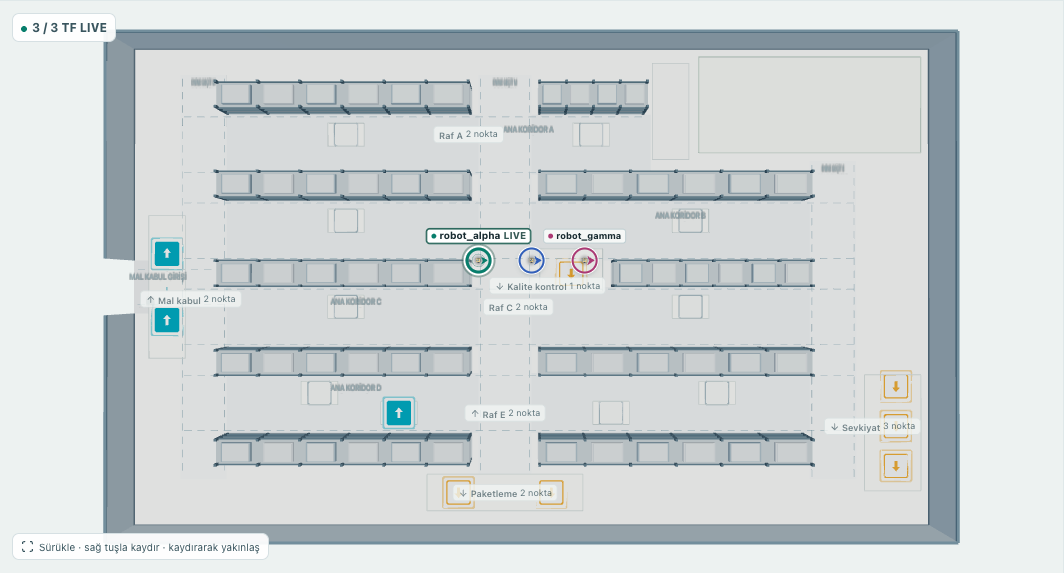 3 / 3 TF LIVE
ANA KORİDOR A
Raf A 2 nokta
ANA KORİDOR B
robot_alpha LIVE
robot_gamma
MAL KABUL GİRİŞİ
↓ Kalite kontrol 1 nokta
↑ Mal kabul 2 nokta
ANA KORİDOR C
Raf C 2 nokta
ANA KORİDOR D
↑ Raf E 2 nokta
↓ Sevkiyat 3 nokta
↓ Paketleme 2 nokta
Sürükle · sağ tuşla kaydır · kaydırarak yakınlaş